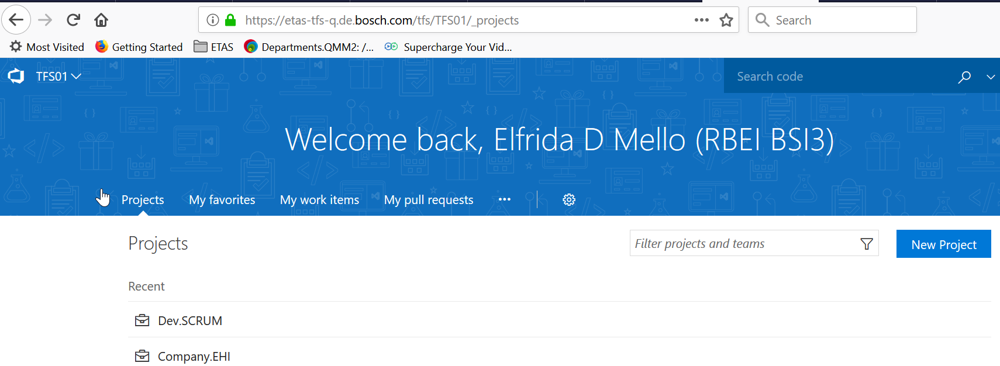 https://etas-tfs-q.de.bosch.com/tfs/TFS01/_projects
Search
Most Visited
Getting Started
ETAS
Departments.QMM2: /...
Supercharge Your Vid...
TFS01
Search code
Welcome back, Elfrida D Mello (RBEI BSI3)
Projects
My favorites
My work items
My pull requests
Projects
Filter projects and teams
New Project
Recent
Dev.SCRUM
Company.EHI